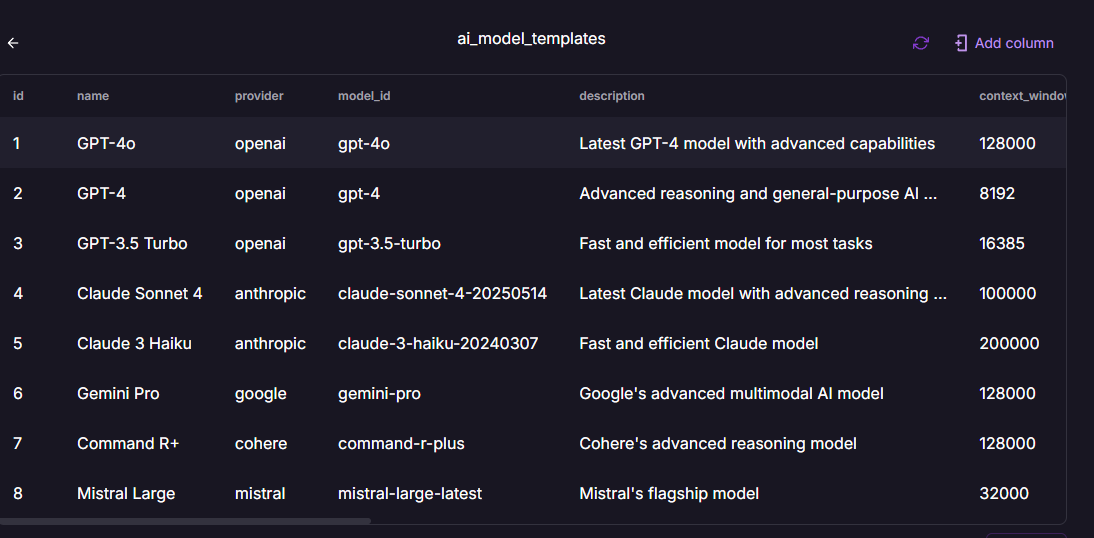 ai_model_templates
Add column
id name provider model_id description context_windo
1 GPT-4o openai gpt-4o Latest GPT-4 model with advanced capabilities 128000
2 GPT-4 openai gpt-4 Advanced reasoning and general-purpose AI ... 8192
3 GPT-3.5 Turbo openai gpt-3.5-turbo Fast and efficient model for most tasks 16385
4 Claude Sonnet 4 anthropic claude-sonnet-4-20250514 Latest Claude model with advanced reasoning ... 100000
5 Claude 3 Haiku anthropic claude-3-haiku-20240307 Fast and efficient Claude model 200000
6 Gemini Pro google gemini-pro Google's advanced multimodal AI model 128000
7 Command R+ cohere command-r-plus Cohere's advanced reasoning model 128000
8 Mistral Large mistral mistral-large-latest Mistral's flagship model 32000